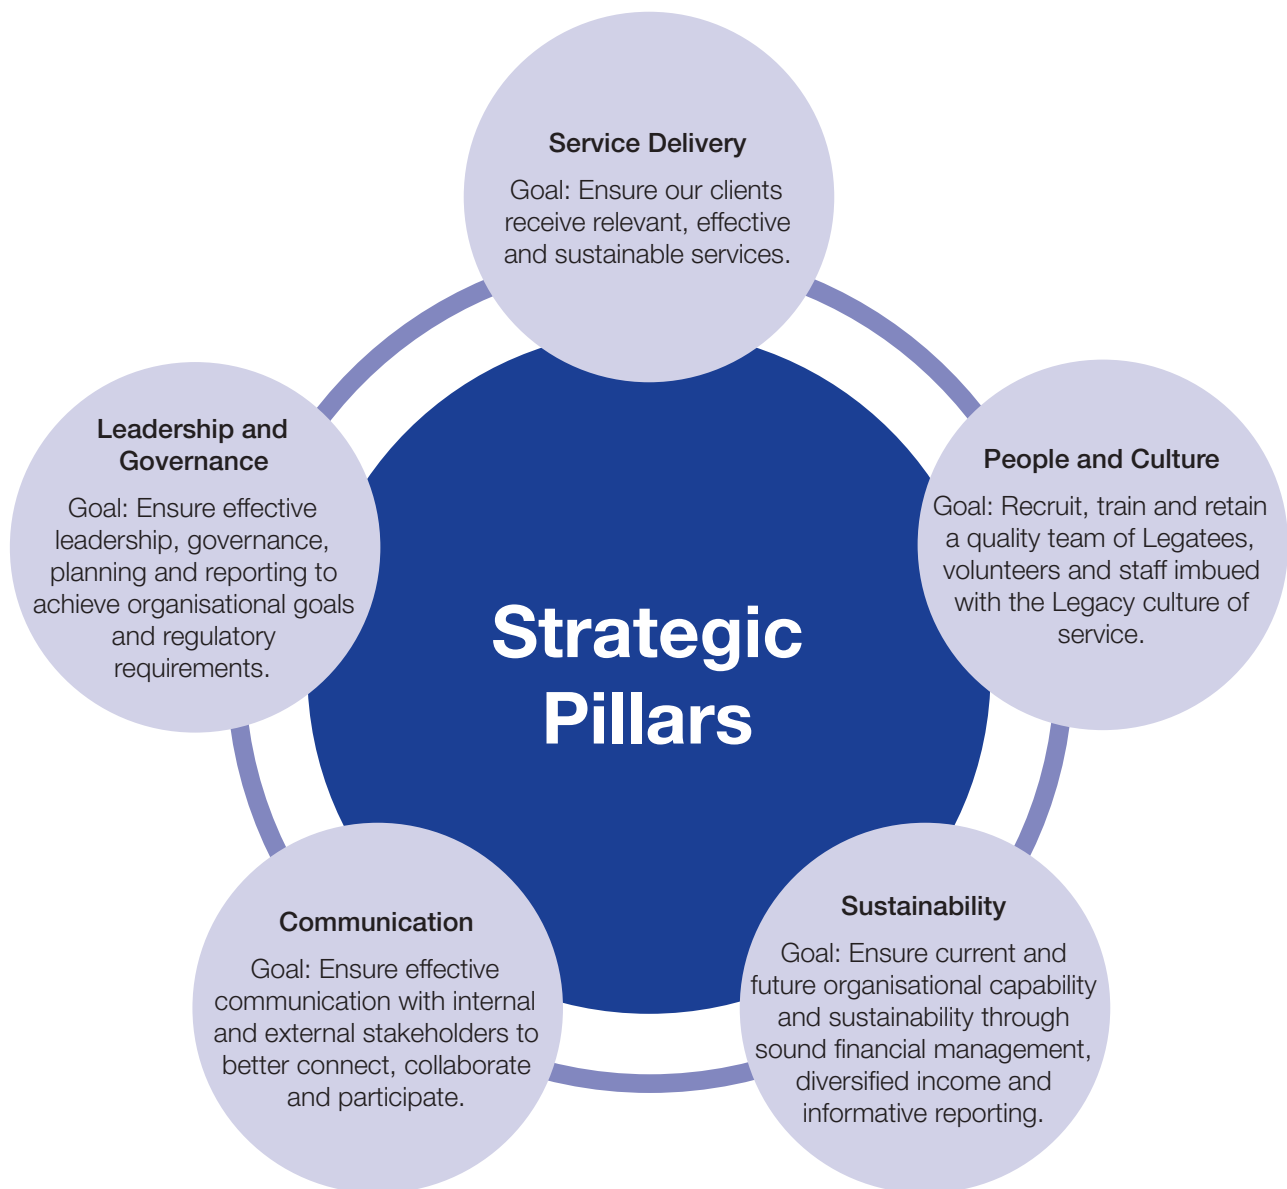 Service Delivery
Goal: Ensure our clients
receive relevant, effective
and sustainable services.
Leadership and
Governance
Goal: Ensure effective
leadership, governance,
planning and reporting to
achieve organisational goals
and regulatory
requirements.
People and Culture
Goal: Recruit, train and retain
a quality team of Legatees,
volunteers and staff imbued
with the Legacy culture of
service.
Strategic
Pillars
Communication
Goal: Ensure effective
communication with internal
and external stakeholders to
better connect, collaborate
and participate.
Sustainability
Goal: Ensure current and
future organisational capability
and sustainability through
sound financial management,
diversified income and
informative reporting.